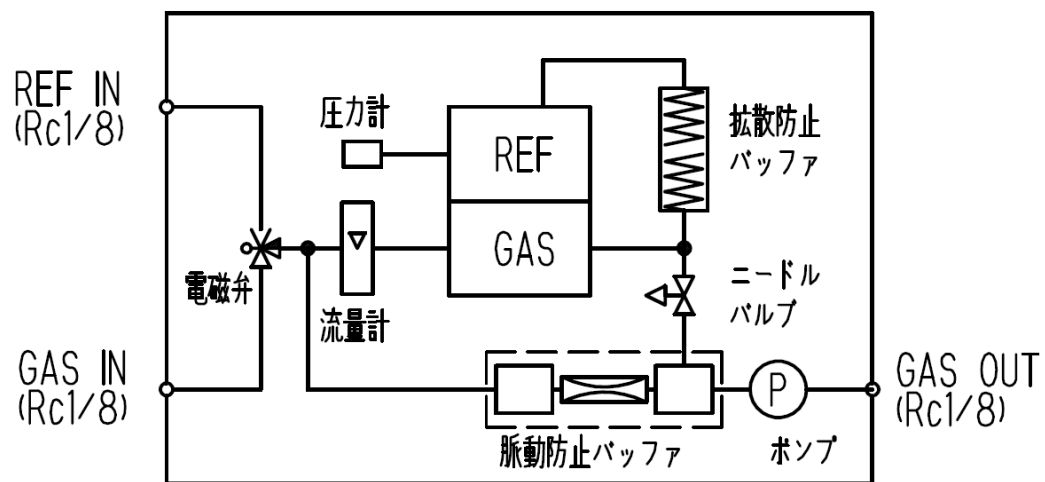 REF IN
(Rc1/8)
圧力計
REF
拡散防止
バッファ
GAS
電磁弁
流量計
ニードル
バルブ
GAS IN
(Rc1/8)
P
GAS OUT
(Rc1/8)
脈動防止バッファ
ポンプ